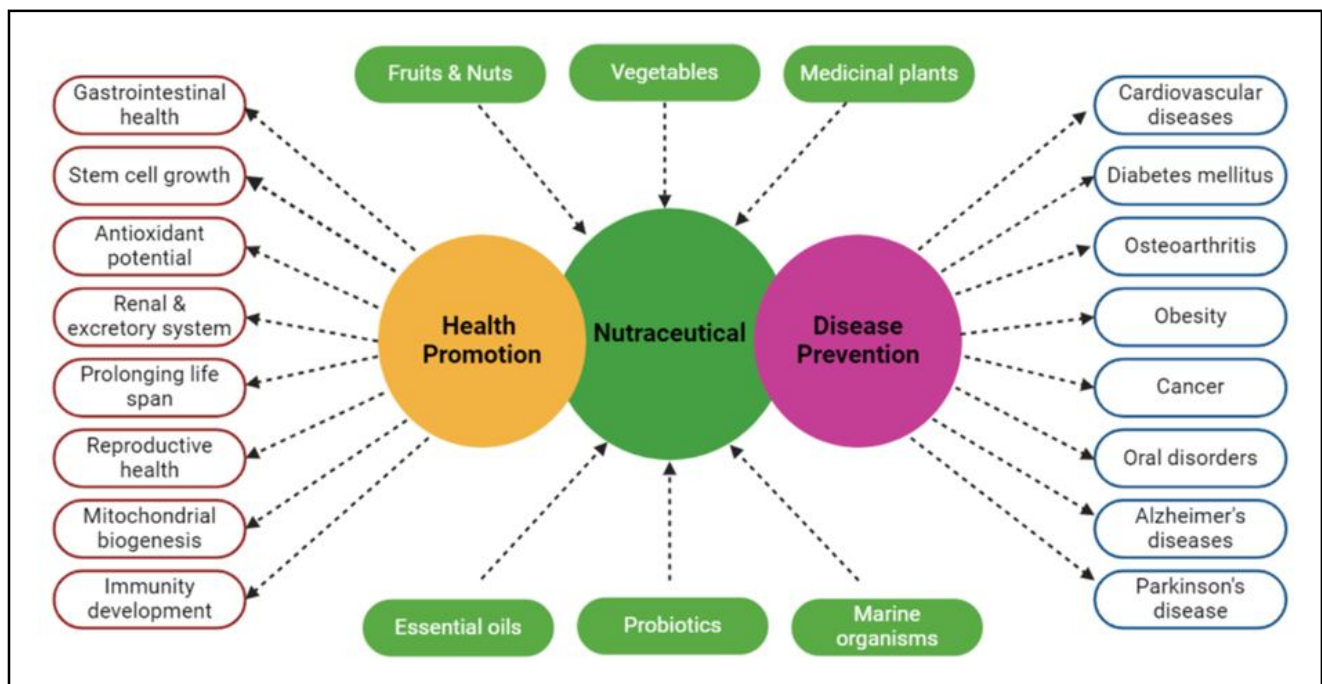 Fruits & Nuts
Vegetables
Medicinal plants
Gastrointestinal
health
Stem cell growth
Antioxidant
potential
Renal &
excretory system
Prolonging life
span
Reproductive
health
Mitochondrial
biogenesis
Immunity
development
Health
Promotion
Nutraceutical
Disease
Prevention
Cardiovascular
diseases
Diabetes mellitus
Osteoarthritis
Obesity
Cancer
Oral disorders
Alzheimer's
diseases
Parkinson's
disease
Essential oils
Probiotics
Marine
organisms